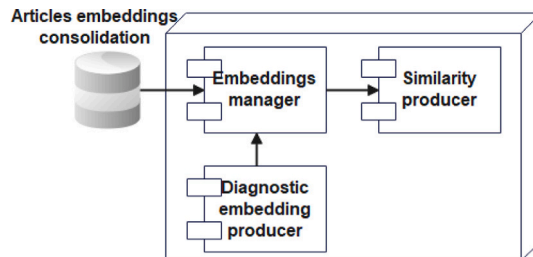 Articles embeddings
consolidation
Embeddings
manager
Similarity
producer
Diagnostic
embedding
producer